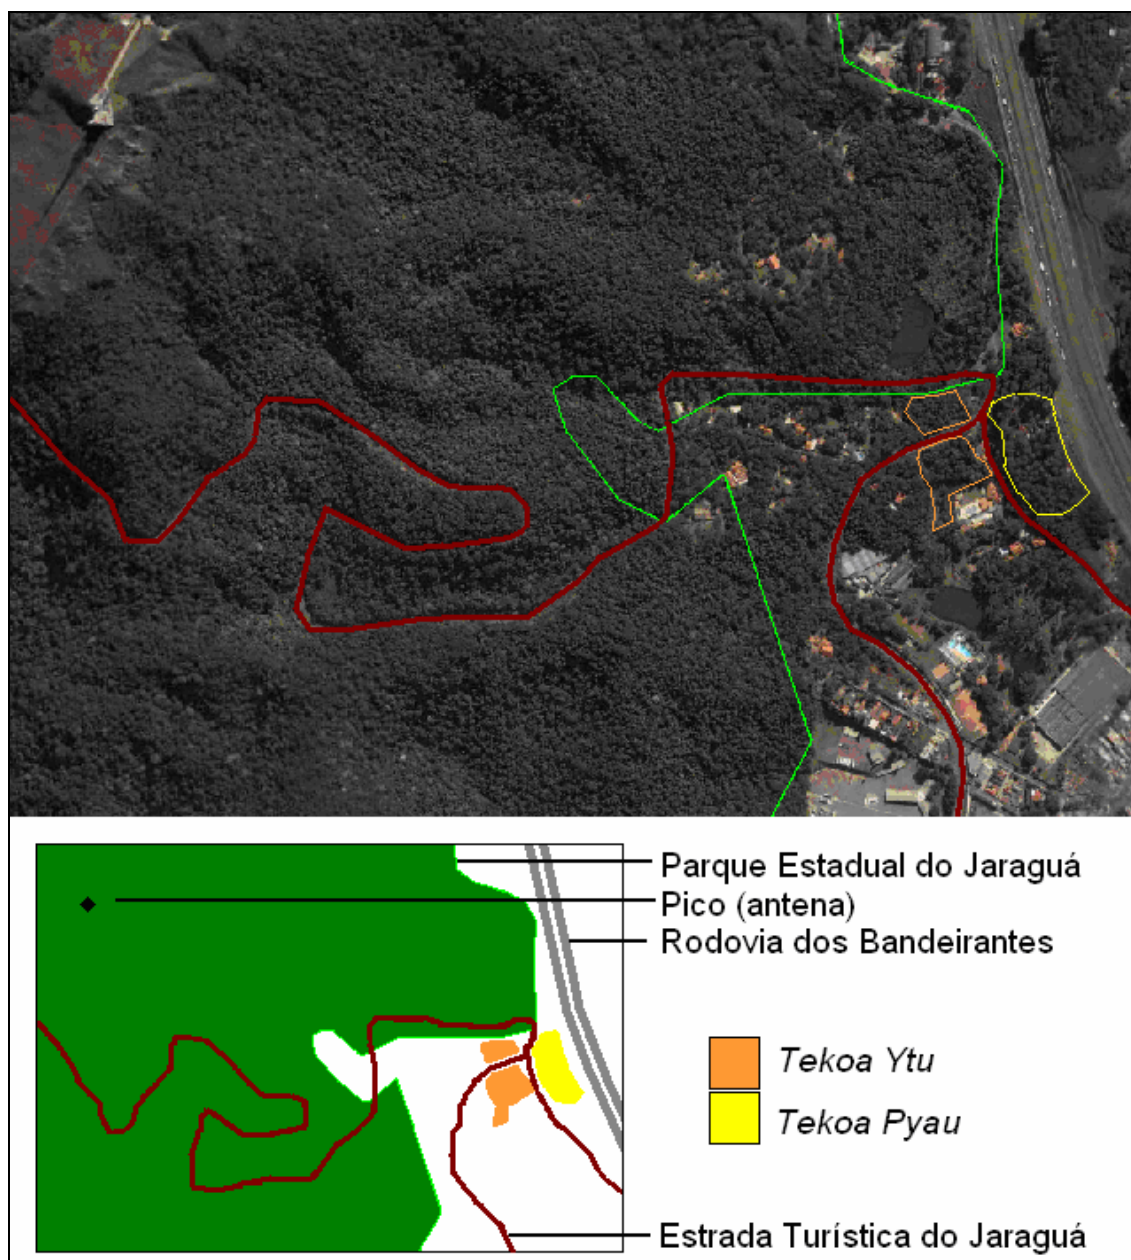 Parque Estadual do Jaraguá
Pico (antena)
Rodovia dos Bandeirantes
Tekoa Ytu
Tekoa Pyau
Estrada Turística do Jaraguá